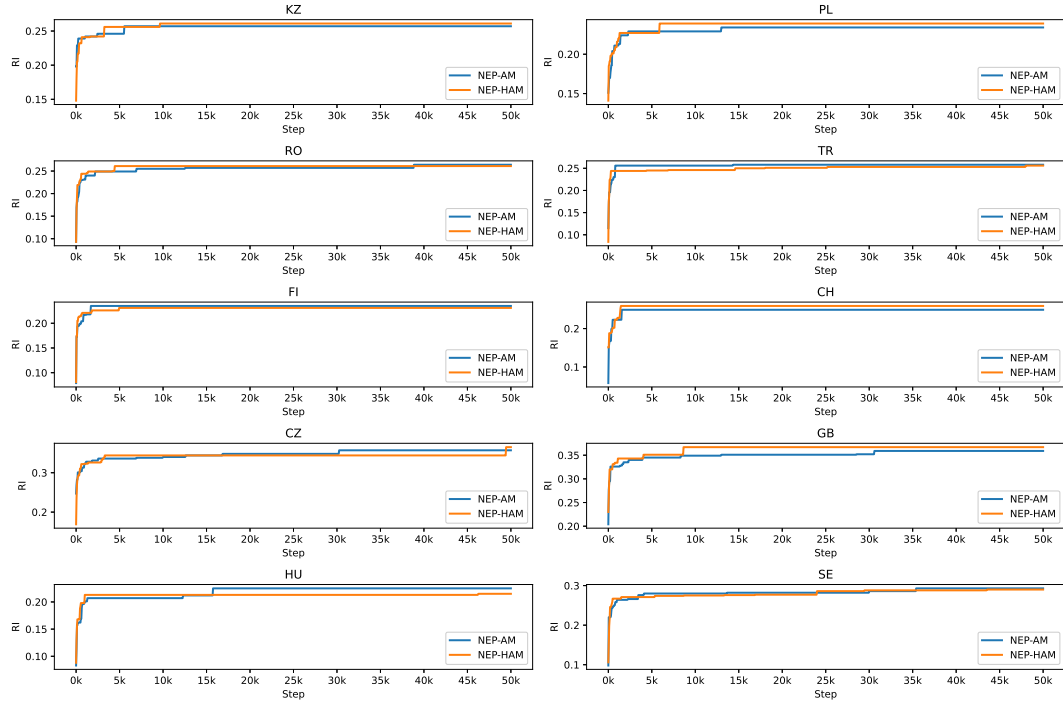 KZ
RI
0.25
0.20
0.15
NEP-AM
NEP-HAM
0k 5k 10k 15k 20k 25k 30k 35k 40k 45k 50k
Step
PL
RI
0.20
0.15
NEP-AM
NEP-HAM
0k 5k 10k 15k 20k 25k 30k 35k 40k 45k 50k
Step
RO
RI
0.25
0.20
0.15
0.10
NEP-AM
NEP-HAM
0k 5k 10k 15k 20k 25k 30k 35k 40k 45k 50k
Step
TR
RI
0.25
0.20
0.15
0.10
NEP-AM
NEP-HAM
0k 5k 10k 15k 20k 25k 30k 35k 40k 45k 50k
Step
FI
RI
0.20
0.15
0.10
NEP-AM
NEP-HAM
0k 5k 10k 15k 20k 25k 30k 35k 40k 45k 50k
Step
CH
RI
0.2
0.1
NEP-AM
NEP-HAM
0k 5k 10k 15k 20k 25k 30k 35k 40k 45k 50k
Step
CZ
RI
0.3
0.2
NEP-AM
NEP-HAM
0k 5k 10k 15k 20k 25k 30k 35k 40k 45k 50k
Step
GB
RI
0.35
0.30
0.25
0.20
NEP-AM
NEP-HAM
0k 5k 10k 15k 20k 25k 30k 35k 40k 45k 50k
Step
HU
RI
0.20
0.15
0.10
NEP-AM
NEP-HAM
0k 5k 10k 15k 20k 25k 30k 35k 40k 45k 50k
Step
SE
RI
0.3
0.2
0.1
NEP-AM
NEP-HAM
0k 5k 10k 15k 20k 25k 30k 35k 40k 45k 50k
Step